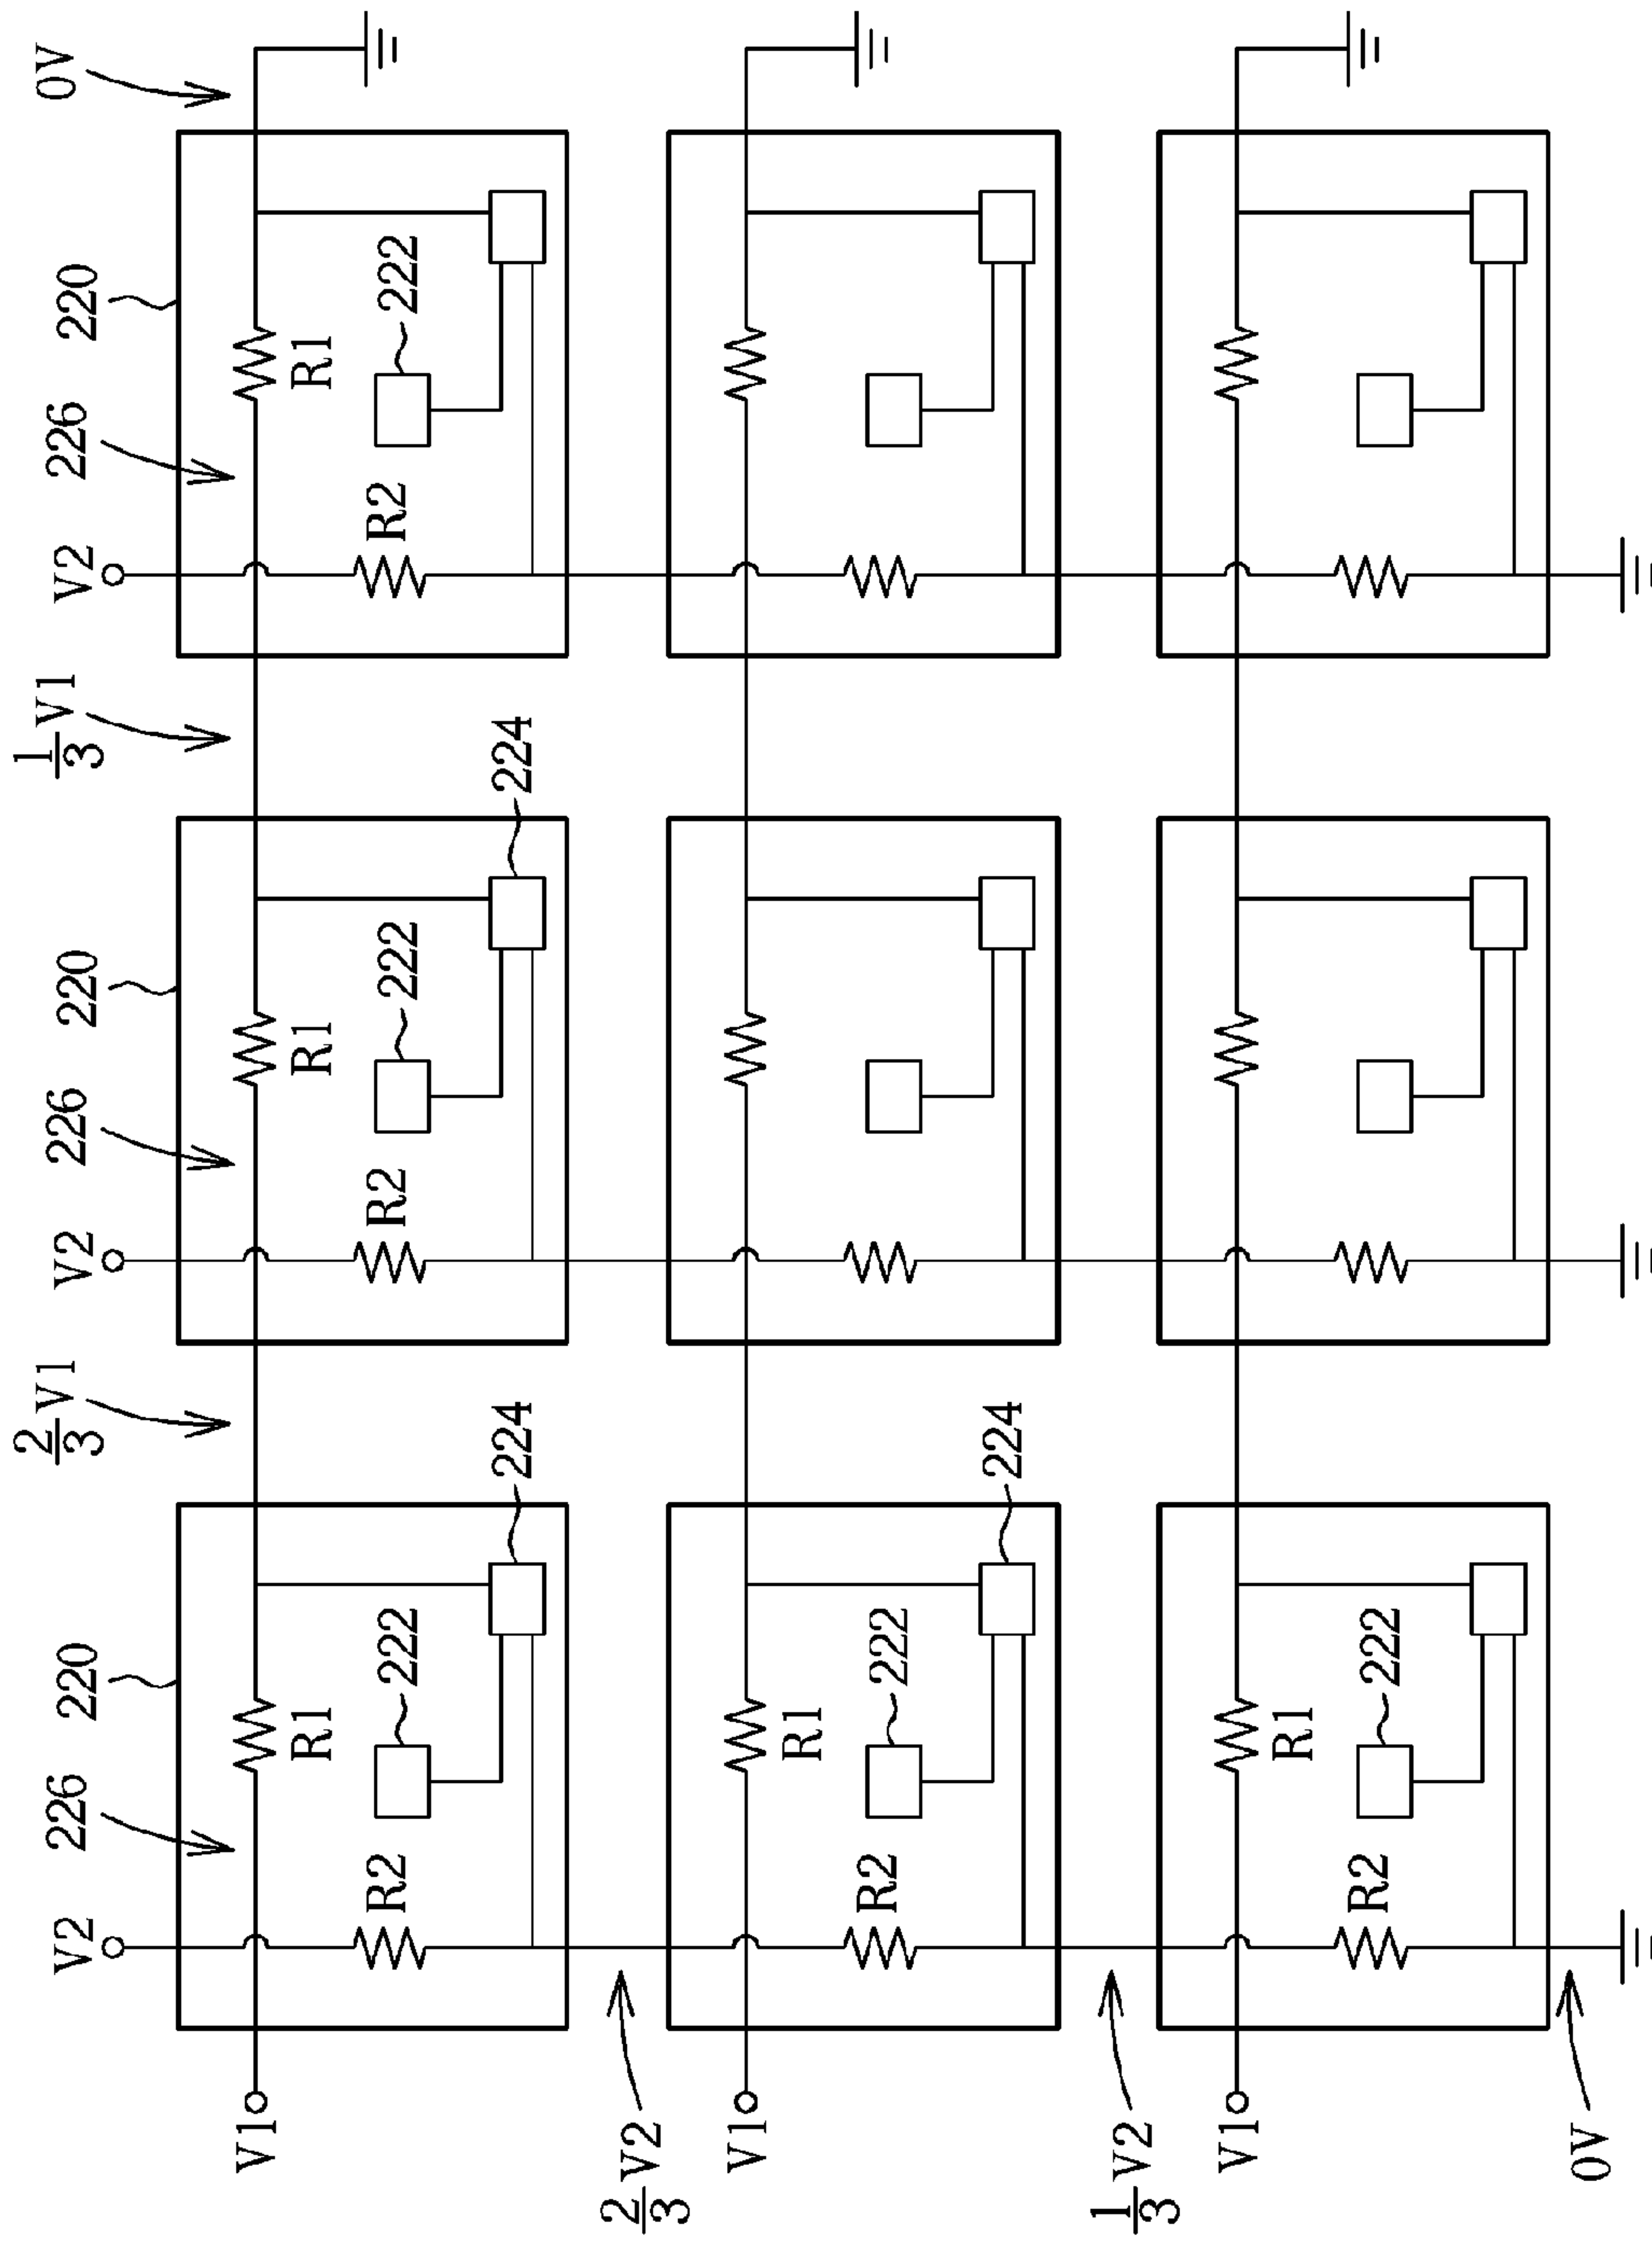 V2 226 220 2/3 V1 V2 226 220 1/3 V1 V2 226 220 0V
V1
R1 R1 R1
R2 222 R2 222 R2 222
224 224
2/3 V2
V1
R1
R2 222
224
1/3 V2
V1
R1
R2 222
0V